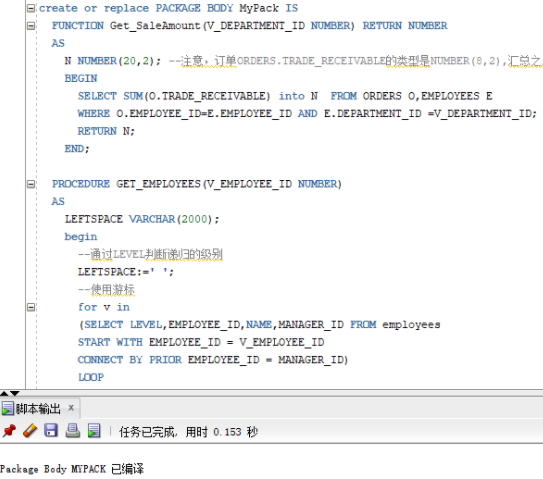 create or replace PACKAGE BODY MyPack IS
FUNCTION Get_SaleAmount(V_DEPARTMENT_ID NUMBER) RETURN NUMBER
AS
N NUMBER(20,2); --注意，订单ORDERS.TRADE_RECEIVABLE的类型是NUMBER(8,2),汇总之
BEGIN
SELECT SUM(O.TRADE_RECEIVABLE) into N  FROM ORDERS O,EMPLOYEES E
WHERE O.EMPLOYEE_ID=E.EMPLOYEE_ID AND E.DEPARTMENT_ID =V_DEPARTMENT_ID;
RETURN N;
END;
PROCEDURE GET_EMPLOYEES(V_EMPLOYEE_ID NUMBER)
AS
LEFTSPACE VARCHAR(2000);
begin
--通过LEVEL判断递归的级别
LEFTSPACE:=' ';
--使用游标
for v in
(SELECT LEVEL,EMPLOYEE_ID,NAME,MANAGER_ID FROM employees
START WITH EMPLOYEE_ID = V_EMPLOYEE_ID
CONNECT BY PRIOR EMPLOYEE_ID = MANAGER_ID)
LOOP
脚本输出 x
任务已完成, 用时 0.153 秒
Package Body MYPACK 已编译